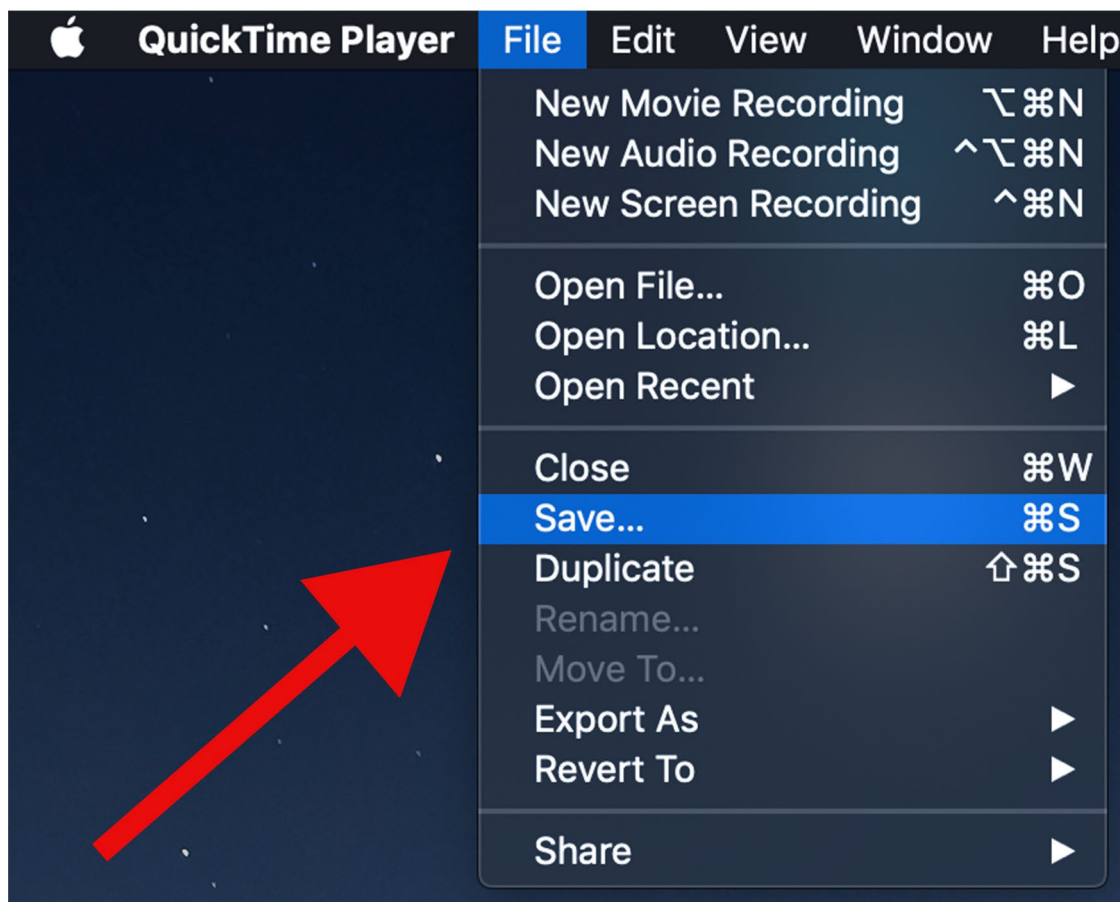 QuickTime Player File Edit View Window Help
New Movie Recording ⌥⌘N
New Audio Recording ^⌥⌘N
New Screen Recording ^⌘N
Open File... ⌘O
Open Location... ⌘L
Open Recent ▶
Close ⌘W
Save... ⌘S
Duplicate ⇧⌘S
Rename...
Move To...
Export As ▶
Revert To ▶
Share ▶